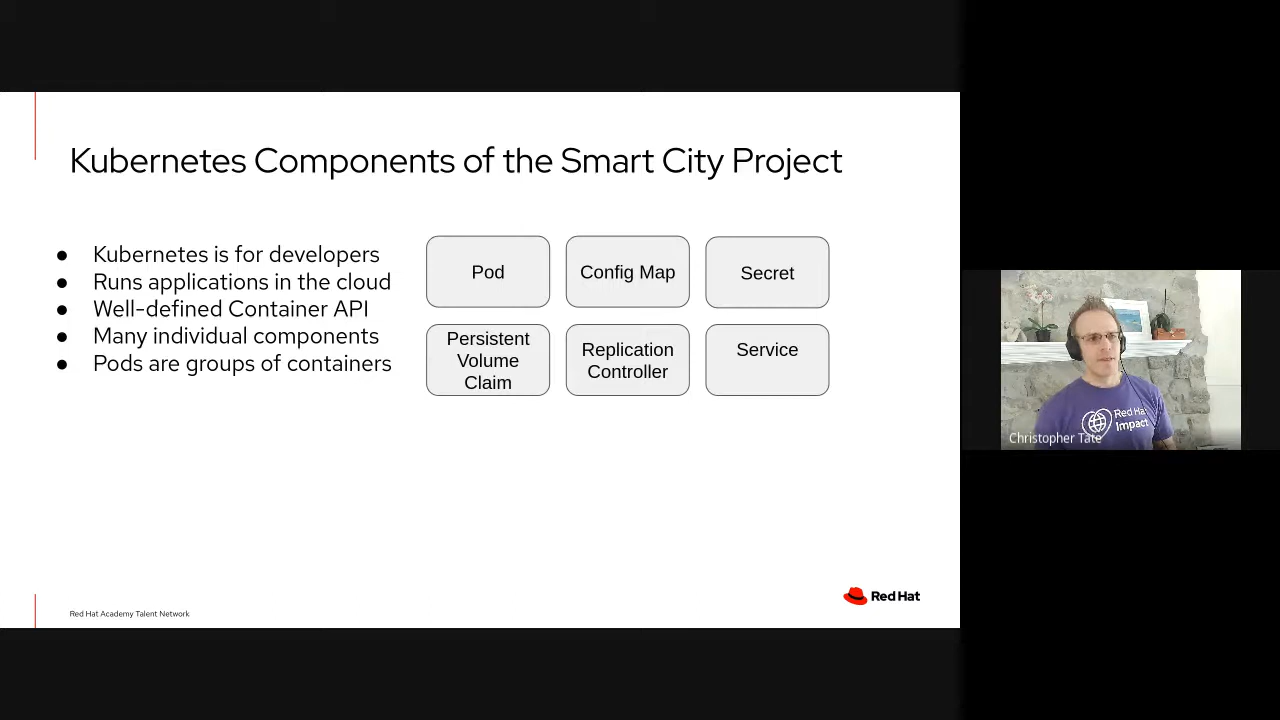 Kubernetes Components of the Smart City Project
● Kubernetes is for developers
● Runs applications in the cloud
● Well-defined Container API
● Many individual components
● Pods are groups of containers
Pod
Config Map
Secret
Persistent
Volume
Claim
Replication
Controller
Service
Red Hat
Impact
Christopher Tate
Red Hat Academy Talent Network
Red Hat